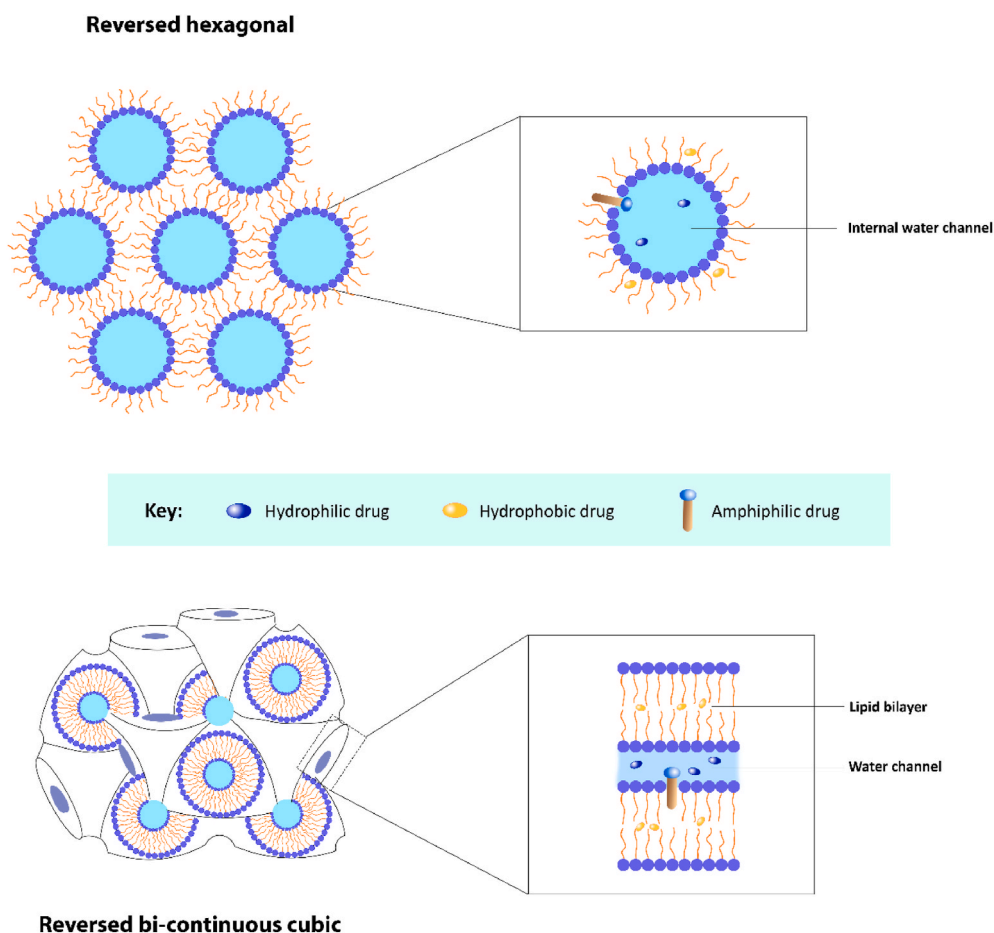 Reversed hexagonal
Internal water channel
Key: Hydrophilic drug Hydrophobic drug Amphiphilic drug
Lipid bilayer
Water channel
Reversed bi-continuous cubic